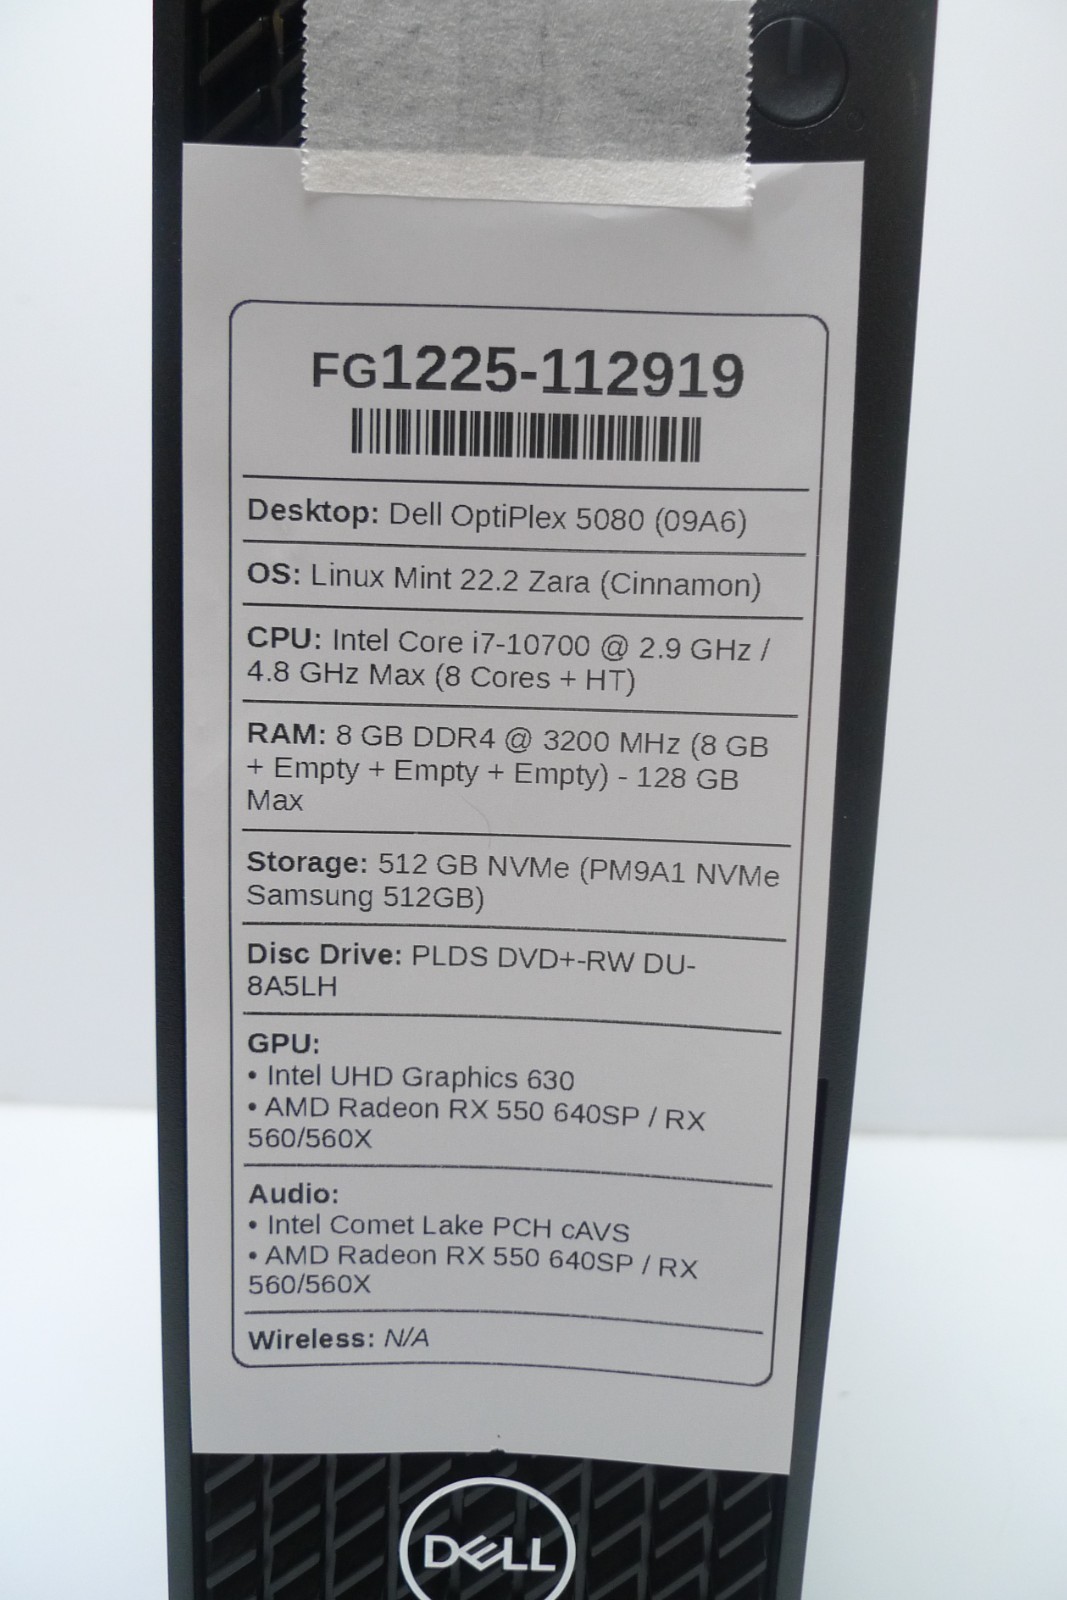 FG1225-112919
Desktop: Dell OptiPlex 5080 (09A6)
OS: Linux Mint 22.2 Zara (Cinnamon)
CPU: Intel Core i7-10700 @ 2.9 GHz /
4.8 GHz Max (8 Cores + HT)
RAM: 8 GB DDR4 @ 3200 MHz (8 GB
+ Empty + Empty + Empty) - 128 GB
Max
Storage: 512 GB NVMe (PM9A1 NVMe
Samsung 512GB)
Disc Drive: PLDS DVD+-RW DU-
8A5LH
GPU:
• Intel UHD Graphics 630
• AMD Radeon RX 550 640SP / RX
560/560X
Audio:
• Intel Comet Lake PCH cAVS
• AMD Radeon RX 550 640SP / RX
560/560X
Wireless: N/A
DELL